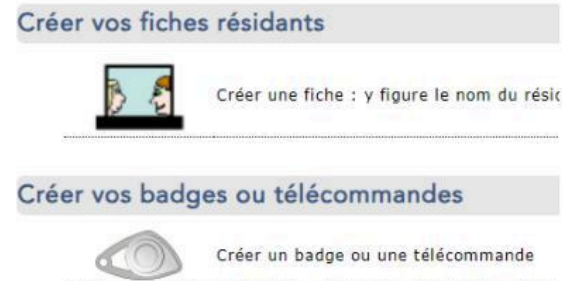 Créer vos fiches résidants
Créer une fiche : y figure le nom du
Créer vos badges ou télécommandes
Créer un badge ou une télécommande